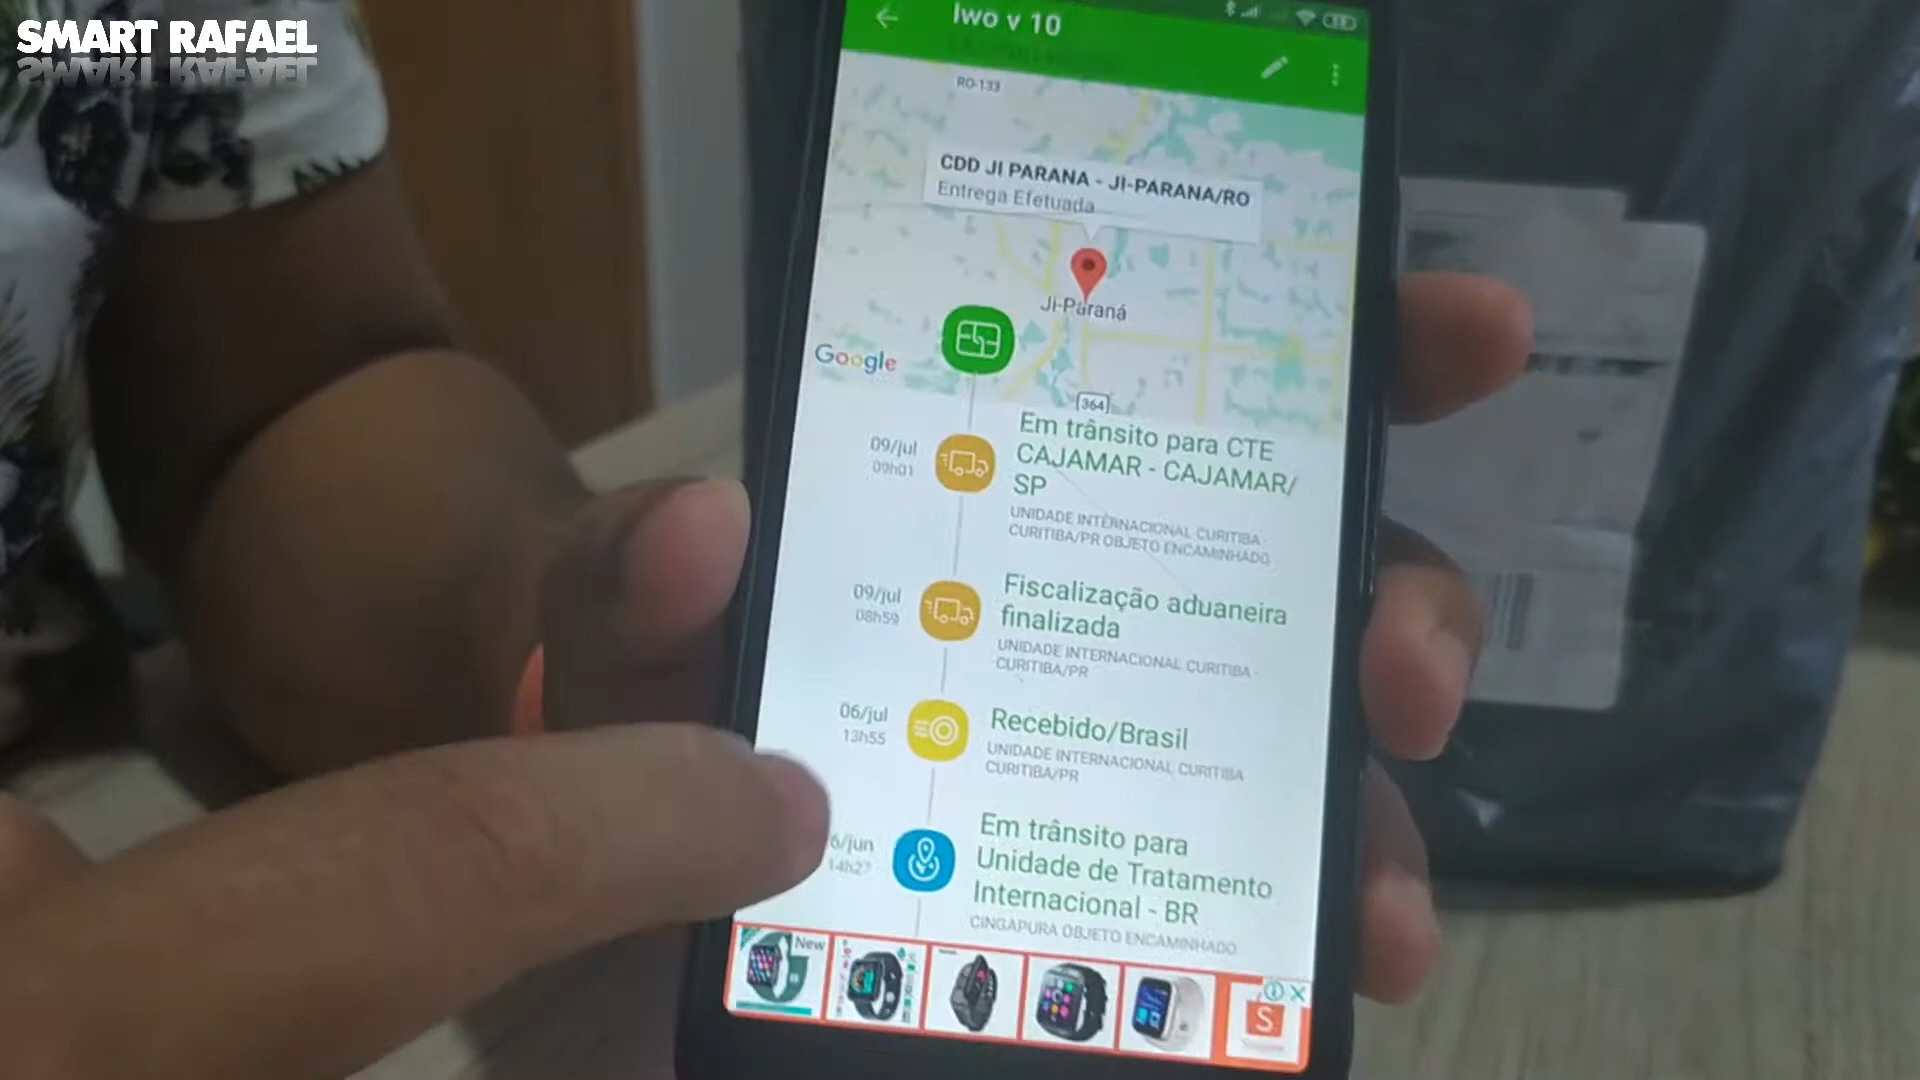 SMART RAFAEL
Iwo v 10
RO-133
CDD JI PARANA - JI-PARANA/RO
Entrega Efetuada
Ji-Paraná
Google
364
09/jul
09h01
Em trânsito para CTE
CAJAMAR - CAJAMAR/
SP
UNIDADE INTERNACIONAL CURITIBA -
CURITIBA/PR OBJETO ENCAMINHADO
09/jul
08h59
Fiscalização aduaneira
finalizada
UNIDADE INTERNACIONAL CURITIBA -
CURITIBA/PR
06/jul
13h55
Recebido/Brasil
UNIDADE INTERNACIONAL CURITIBA
CURITIBA/PR
6/jun
14h27
Em trânsito para
Unidade de Tratamento
Internacional - BR
CINGAPURA OBJETO ENCAMINHADO
New
S